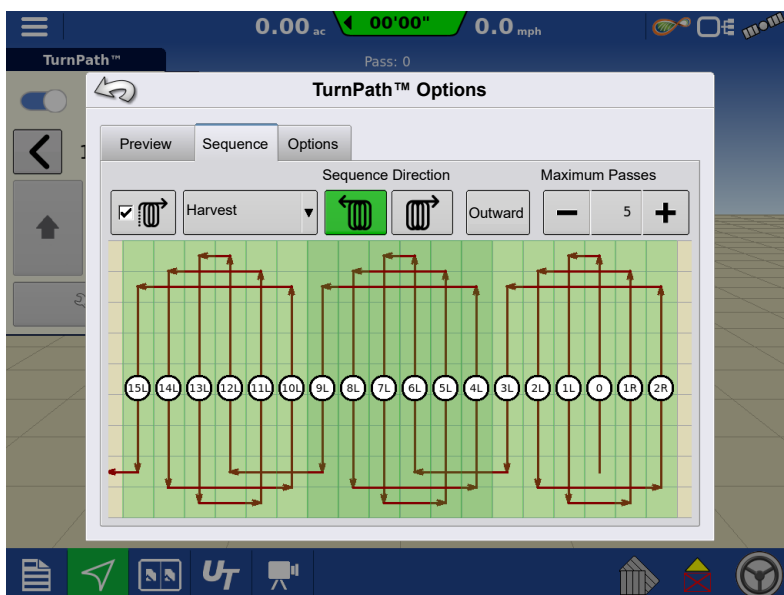 0.00 ac
00'00"
0.0 mph
TurnPath™
Pass: 0
TurnPath™ Options
Preview
Sequence
Options
Sequence Direction
Maximum Passes
Harvest
Outward
5
15L 14L 13L 12L 11L 10L 9L 8L 7L 6L 5L 4L 3L 2L 1L 0 1R 2R
UT